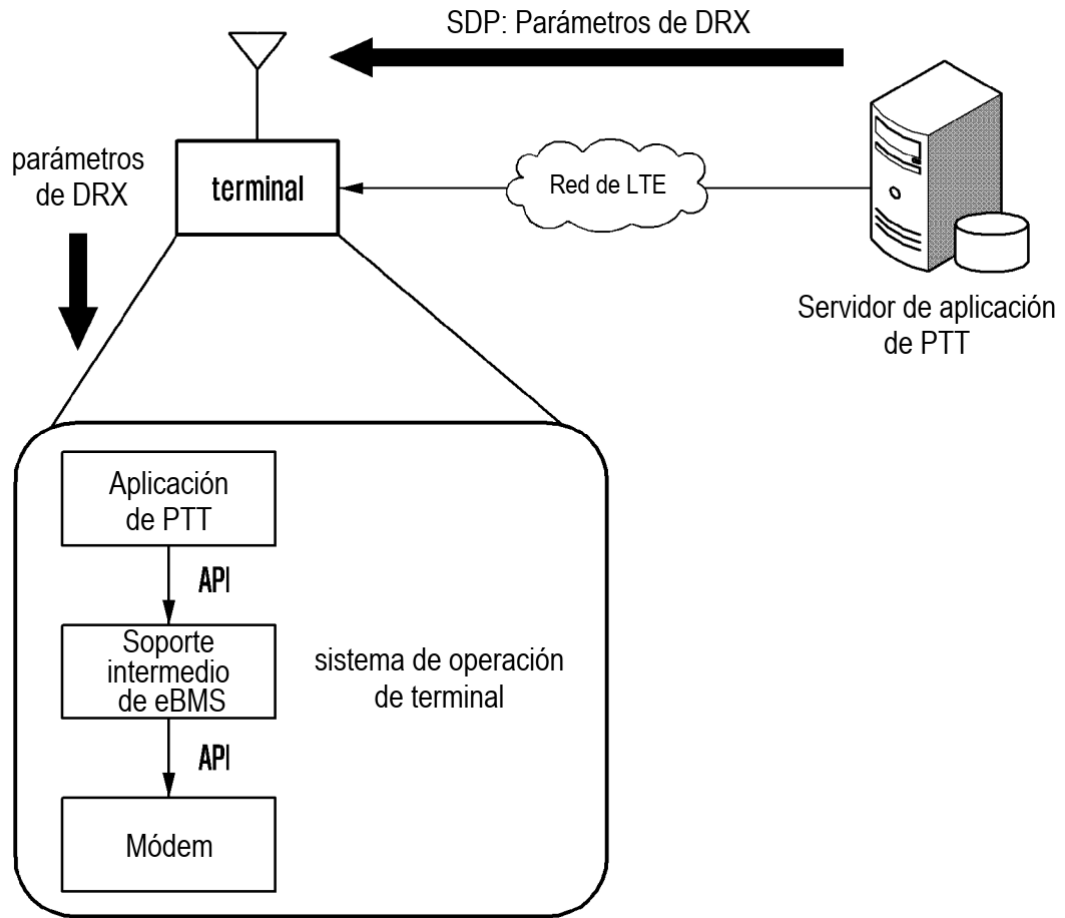 SDP: Parámetros de DRX
parámetros
de DRX
terminal
Red de LTE
Servidor de aplicación
de PTT
Aplicación
de PTT
API
Soporte
intermedio
de eBMS
sistema de operación
de terminal
API
Módem